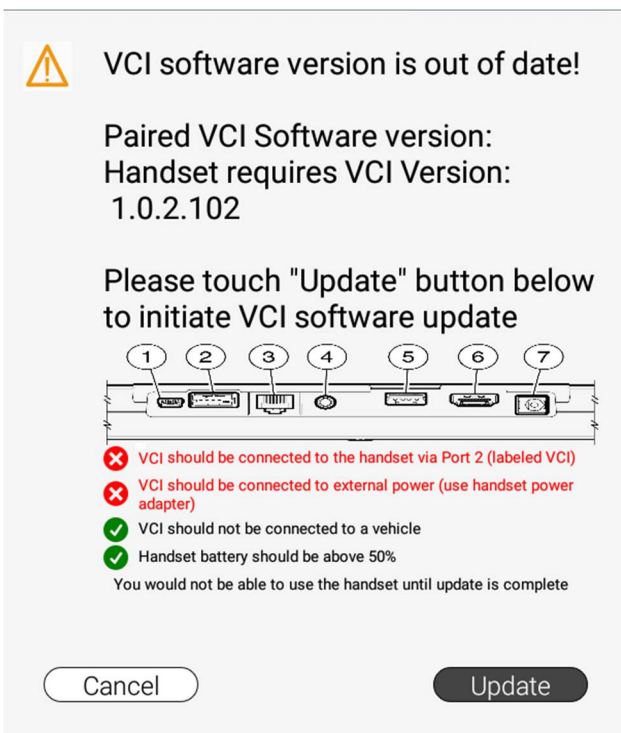 VCI software version is out of date!
Paired VCI Software version:
Handset requires VCI Version:
1.0.2.102
Please touch "Update" button below
to initiate VCI software update
1 2 3 4 5 6 7
VCI should be connected to the handset via Port 2 (labeled VCI)
VCI should be connected to external power (use handset power
adapter)
VCI should not be connected to a vehicle
Handset battery should be above 50%
You would not be able to use the handset until update is complete
Cancel Update